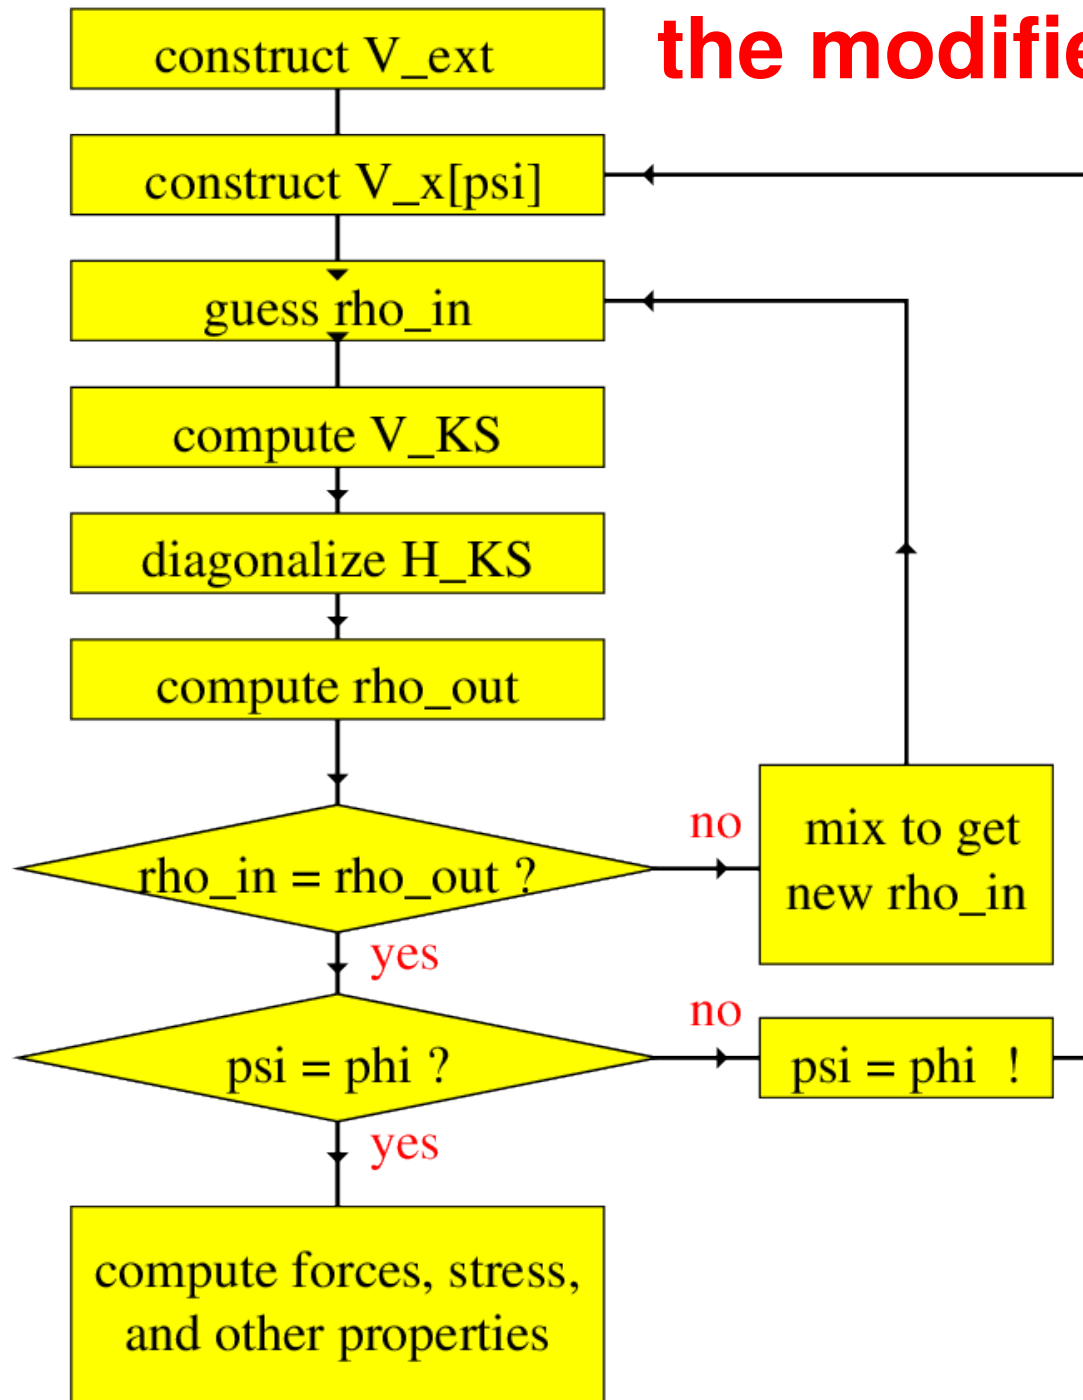 the modifie
construct V_ext
construct V_x[psi]
guess rho_in
compute V_KS
diagonalize H_KS
compute rho_out
rho_in = rho_out ?
no
mix to get
new rho_in
yes
psi = phi ?
no
psi = phi !
yes
compute forces, stress,
and other properties